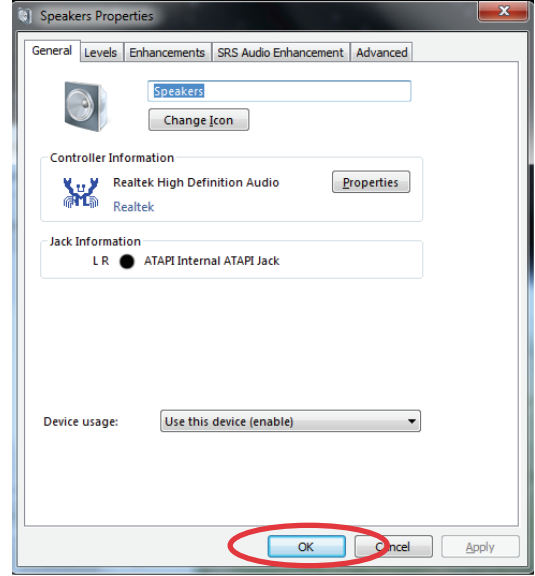 Speakers Properties
General Levels Enhancements SRS Audio Enhancement Advanced
Speakers
Change Icon
Controller Information
Realtek High Definition Audio Properties
Realtek
Jack Information
L R ATAPI Internal ATAPI Jack
Device usage: Use this device (enable)
OK Cancel Apply